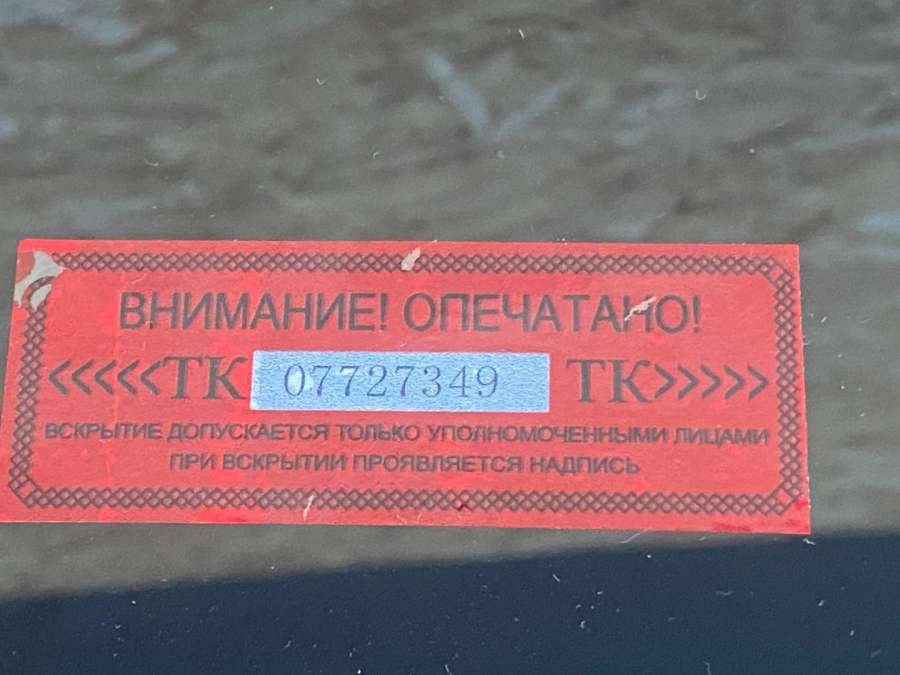 ВНИМАНИЕ! ОПЕЧАТАНО!
<<<<<ТК 07727349 ТК>>>>>
ВСКРЫТИЕ ДОПУСКАЕТСЯ ТОЛЬКО УПОЛНОМОЧЕННЫМИ ЛИЦАМИ
ПРИ ВСКРЫТИИ ПРОЯВЛЯЕТСЯ НАДПИСЬ